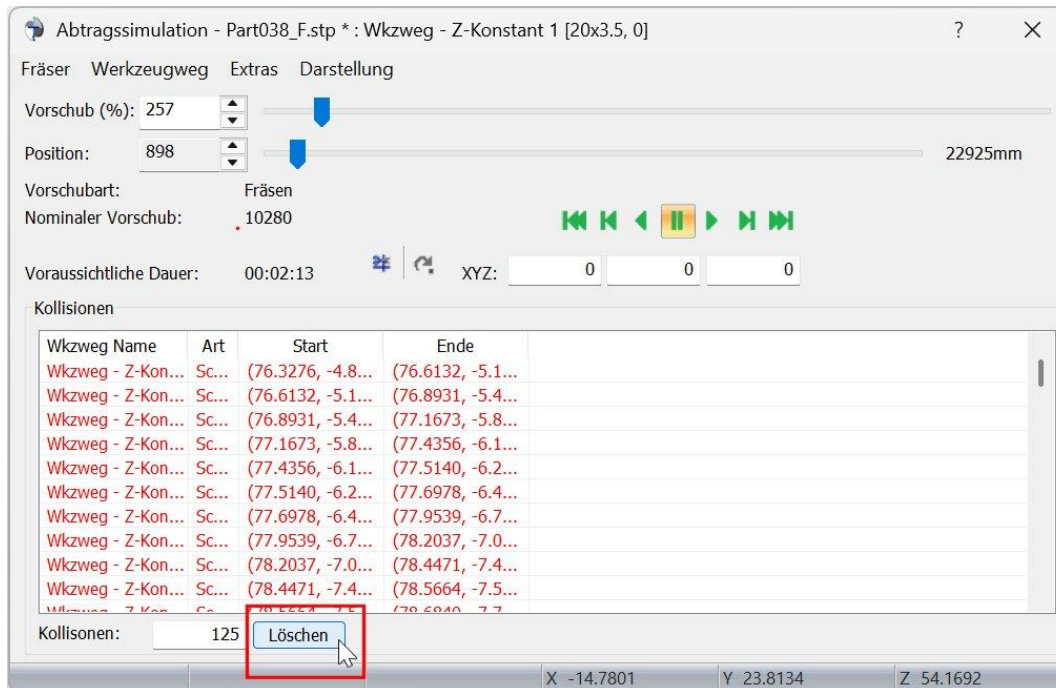 Abtragssimulation - Part038_F.stp * : Wkzweg - Z-Konstant 1 [20x3.5, 0] ?
Fräser Werkzeugweg Extras Darstellung
Vorschub (%): 257
Position: 898 22925mm
Vorschubart: Fräsen
Nominaler Vorschub: 10280
Voraussichtliche Dauer: 00:02:13 XYZ: 0 0 0
Kollisionen
Wkzweg Name Art Start Ende
Wkzweg - Z-Kon... Sc... (76.3276, -4.8... (76.6132, -5.1...
Wkzweg - Z-Kon... Sc... (76.6132, -5.1... (76.8931, -5.4...
Wkzweg - Z-Kon... Sc... (76.8931, -5.4... (77.1673, -5.8...
Wkzweg - Z-Kon... Sc... (77.1673, -5.8... (77.4356, -6.1...
Wkzweg - Z-Kon... Sc... (77.4356, -6.1... (77.5140, -6.2...
Wkzweg - Z-Kon... Sc... (77.5140, -6.2... (77.6978, -6.4...
Wkzweg - Z-Kon... Sc... (77.6978, -6.4... (77.9539, -6.7...
Wkzweg - Z-Kon... Sc... (77.9539, -6.7... (78.2037, -7.0...
Wkzweg - Z-Kon... Sc... (78.2037, -7.0... (78.4471, -7.4...
Wkzweg - Z-Kon... Sc... (78.4471, -7.4... (78.5664, -7.5...
Kollisonen: 125 Löschen
X -14.7801 Y 23.8134 Z 54.1692